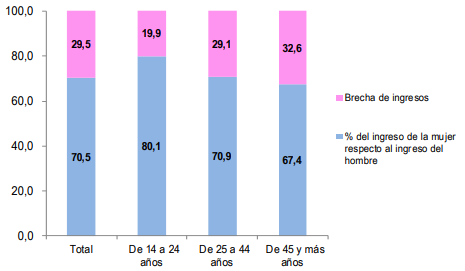 100,0
80,0
60,0
40,0
20,0
0,0
29,5
19,9
29,1
32,6
70,5
80,1
70,9
67,4
Total
De 14 a 24
años
De 25 a 44
años
De 45 y más
años
Brecha de ingresos
% del ingreso de la mujer
respecto al ingreso del
hombre